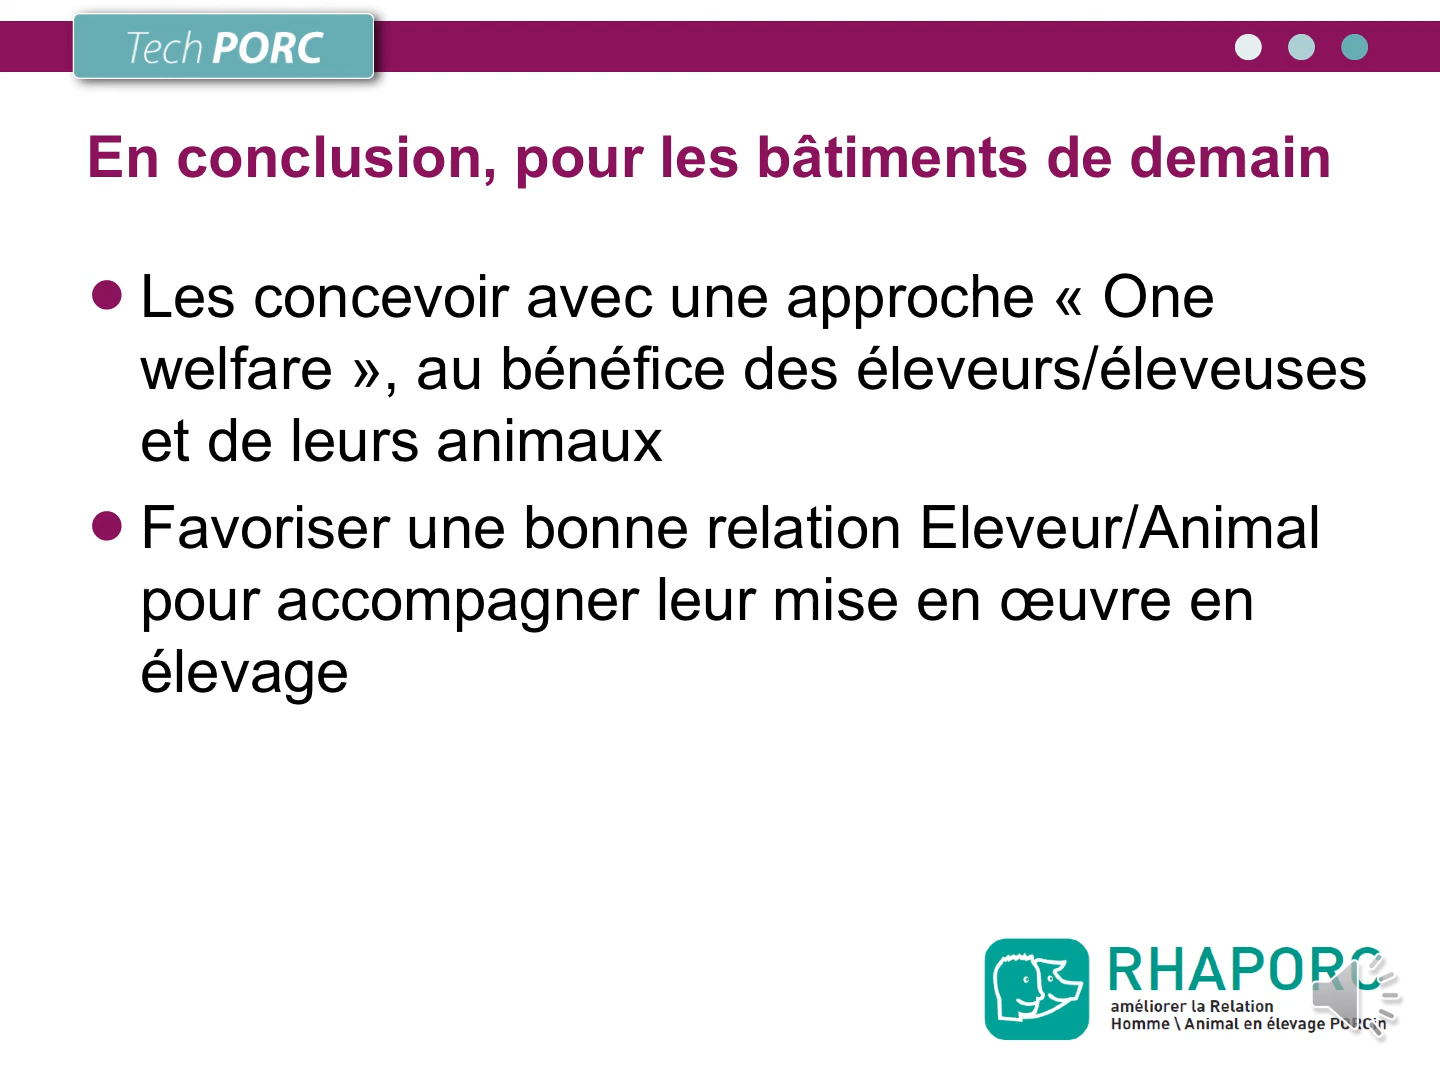 Tech PORC
En conclusion, pour les bâtiments de demain
Les concevoir avec une approche « One
welfare », au bénéfice des éleveurs/éleveuses
et de leurs animaux
Favoriser une bonne relation Eleveur/Animal
pour accompagner leur mise en œuvre en
élevage
RHAPORC
améliorer la Relation
Homme \ Animal en élevage PORCin